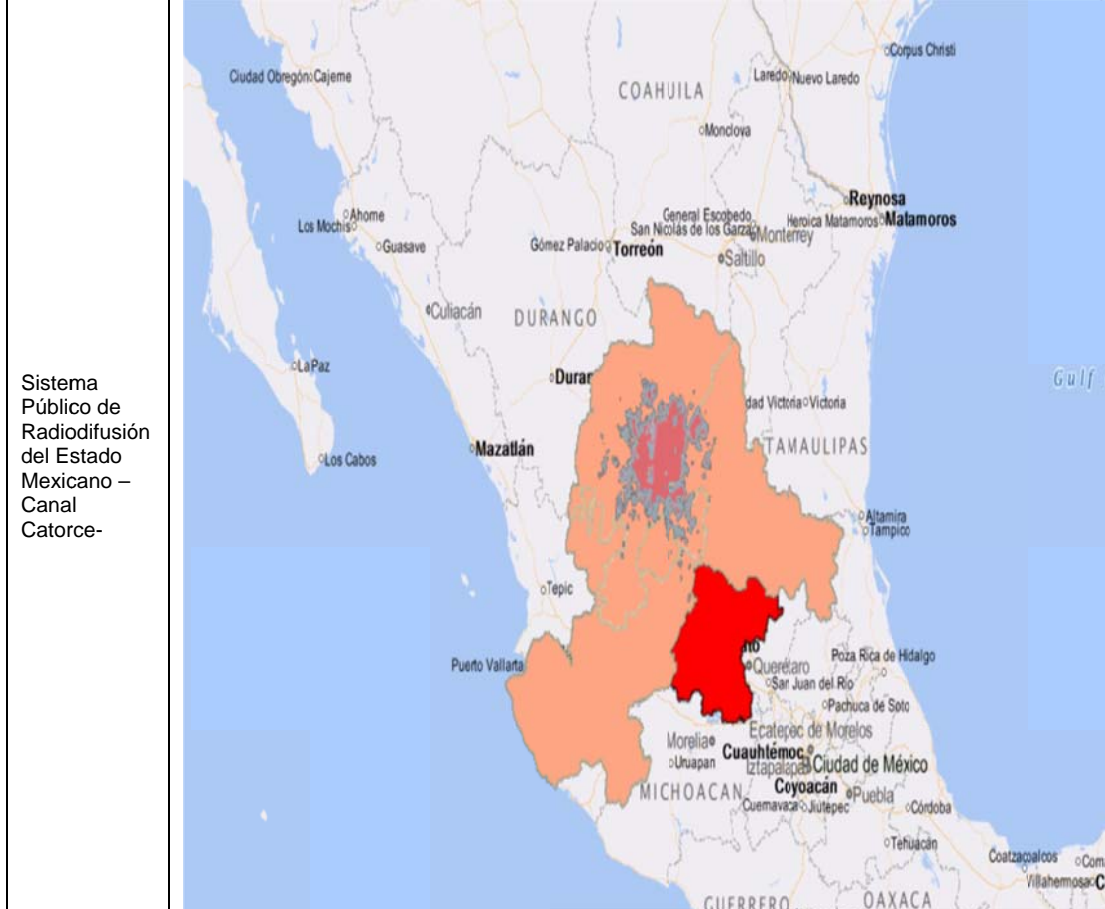 Sistema
Público de
Radiodifusión
del Estado
Mexicano –
Canal
Catorce-
Corpus Christi
Ciudad Obregón Cajeme
Laredo Nuevo Laredo
COAHUILA
Monclova
Reynosa
Ahome
General Escobedo
Heroica Matamoros Matamoros
Los Mochis
San Nicolás de los Garza
Monterrey
Guasave
Gómez Palacio Torreón
Saltillo
Culiacán
DURANGO
LaPaz
Duran
Gulf
dad Victoria Victoria
Mazatlán
TAMAULIPAS
Los Cabos
Altamira
Tampico
Tepic
Puerto Vallarta
Querétaro
Poza Rica de Hidalgo
San Juan del Río
Pachuca de Soto
Morelia
Ecatepec de Morelos
Cuauhtémoc
Uruapan
Iztapalapa
Ciudad de México
MICHOACAN
Coyoacán
Puebla
Cuernavaca Jiutepec
Córdoba
Tehuacán
Coatzacoalcos
Com
Villahermosa
C
GUERRERO
OAXACA